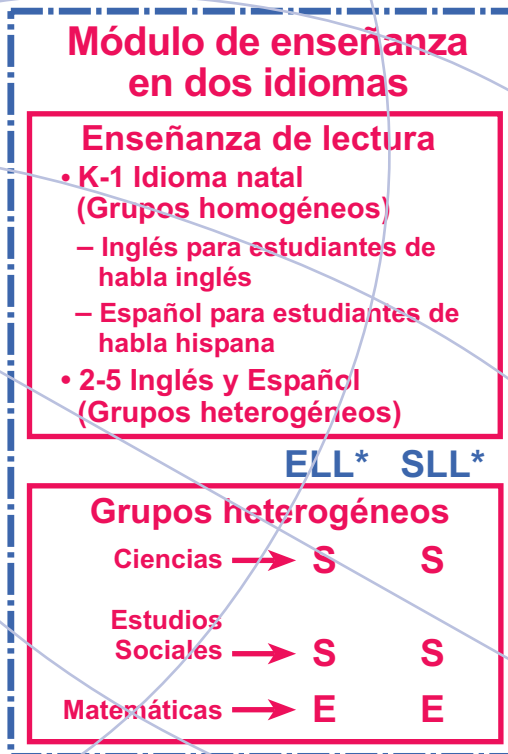 Módulo de enseñanza
en dos idiomas
Enseñanza de lectura
• K-1 Idioma natal
(Grupos homogéneos)
– Inglés para estudiantes de
habla inglés
– Español para estudiantes de
habla hispana
• 2-5 Inglés y Español
(Grupos heterogéneos)
ELL* SLL*
Grupos heterogéneos
Ciencias → S S
Estudios
Sociales → S S
Matemáticas → E E